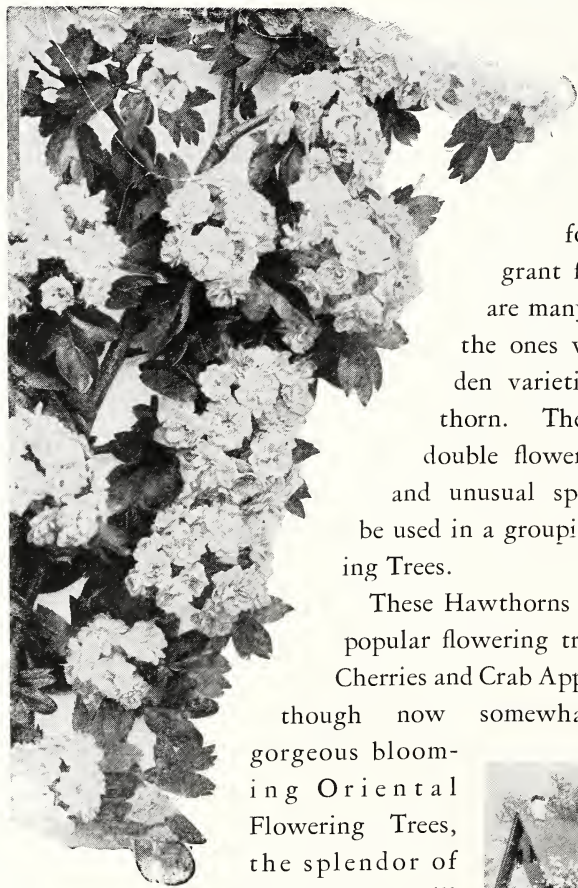 fo
grant f
are many
the ones w
den varieti
thorn. The
double flower
and unusual sp
be used in a groupi
ing Trees.
These Hawthorns
popular flowering tr
Cherries and Crab App
though now somewha
gorgeous bloom-
ing Oriental
Flowering Trees,
the splendor of